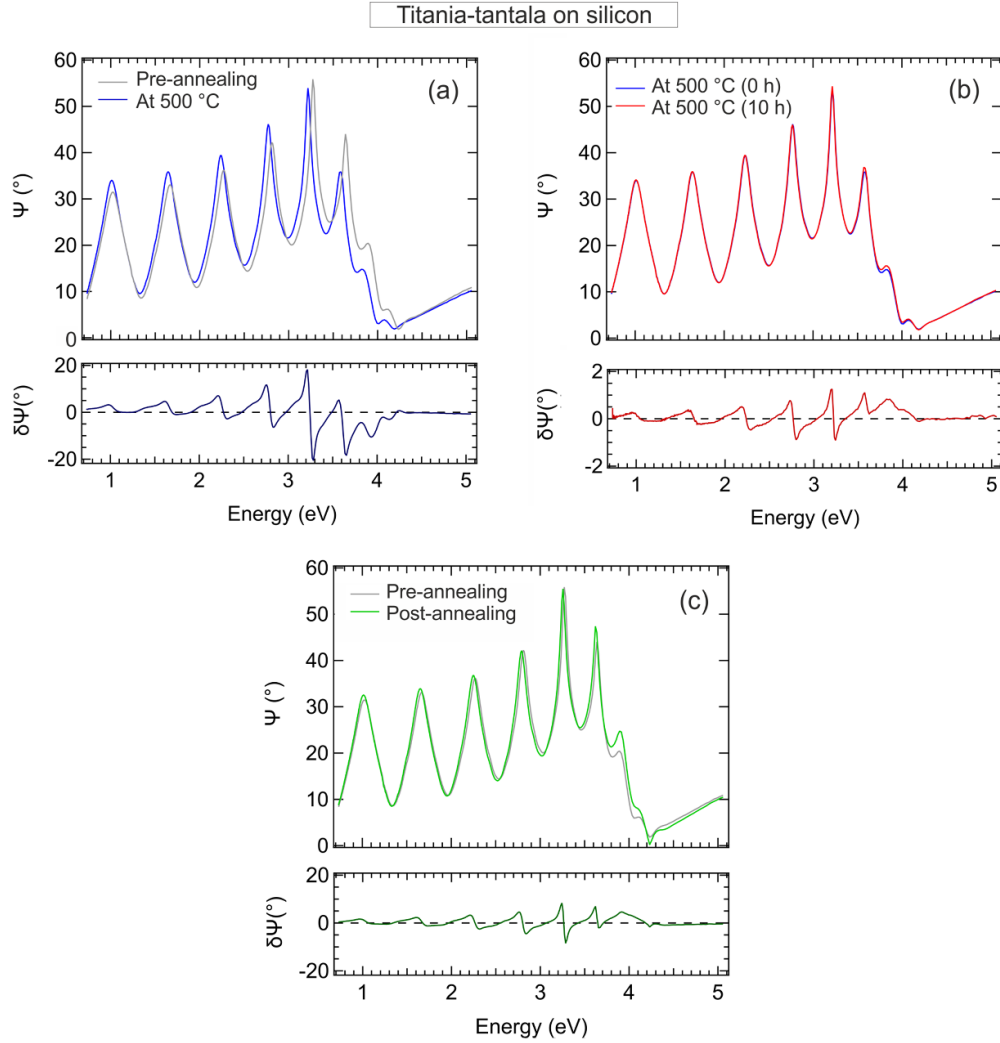 Titania-tantala on silicon
Pre-annealing
At 500 °C
(a)
60
50
40
30
20
10
0
Ψ (°)
20
0
-20
δΨ(°)
1 2 3 4 5
Energy (eV)
At 500 °C (0 h)
At 500 °C (10 h)
(b)
60
50
40
30
20
10
0
Ψ (°)
2
0
-2
δΨ(°)
1 2 3 4 5
Energy (eV)
Pre-annealing
Post-annealing
(c)
60
50
40
30
20
10
0
Ψ (°)
20
0
-20
δΨ(°)
1 2 3 4 5
Energy (eV)